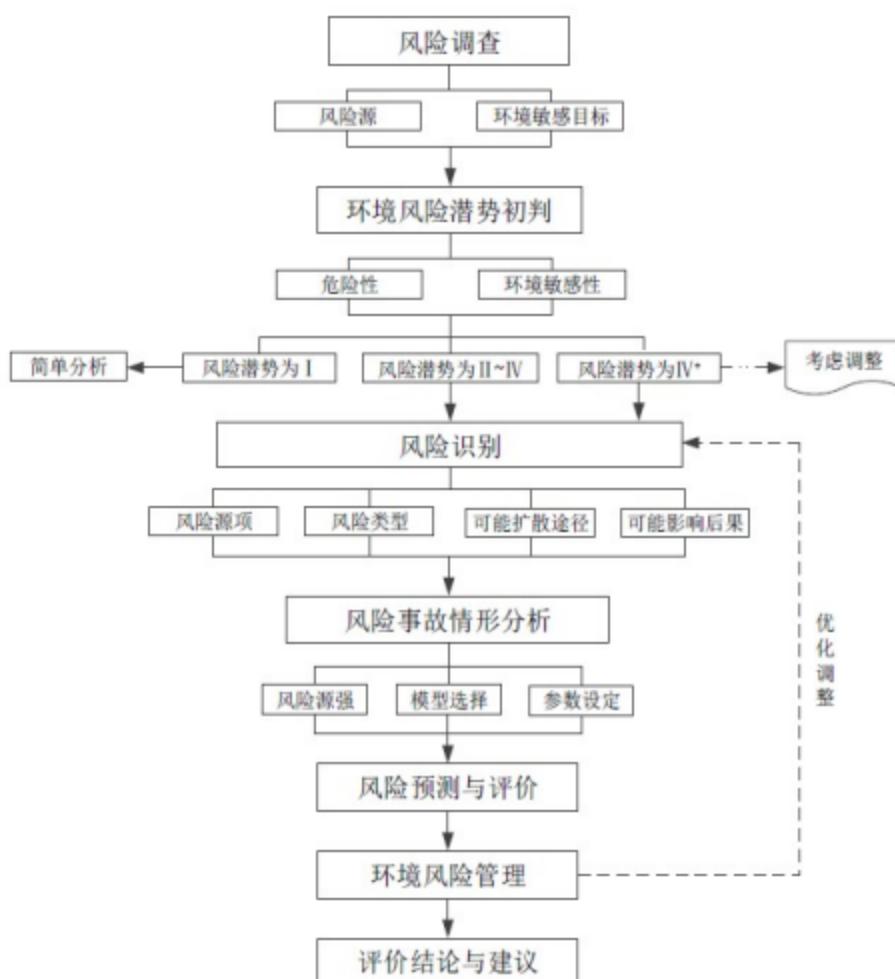 风险调查
风险源
环境敏感目标
环境风险潜势初判
危险性
环境敏感性
简单分析
风险潜势为Ⅰ
风险潜势为Ⅱ~Ⅳ
风险潜势为Ⅳ+
考虑调整
风险识别
风险源项
风险类型
可能扩散途径
可能影响后果
风险事故情形分析
优化调整
风险源强
模型选择
参数设定
风险预测与评价
环境风险管理
评价结论与建议